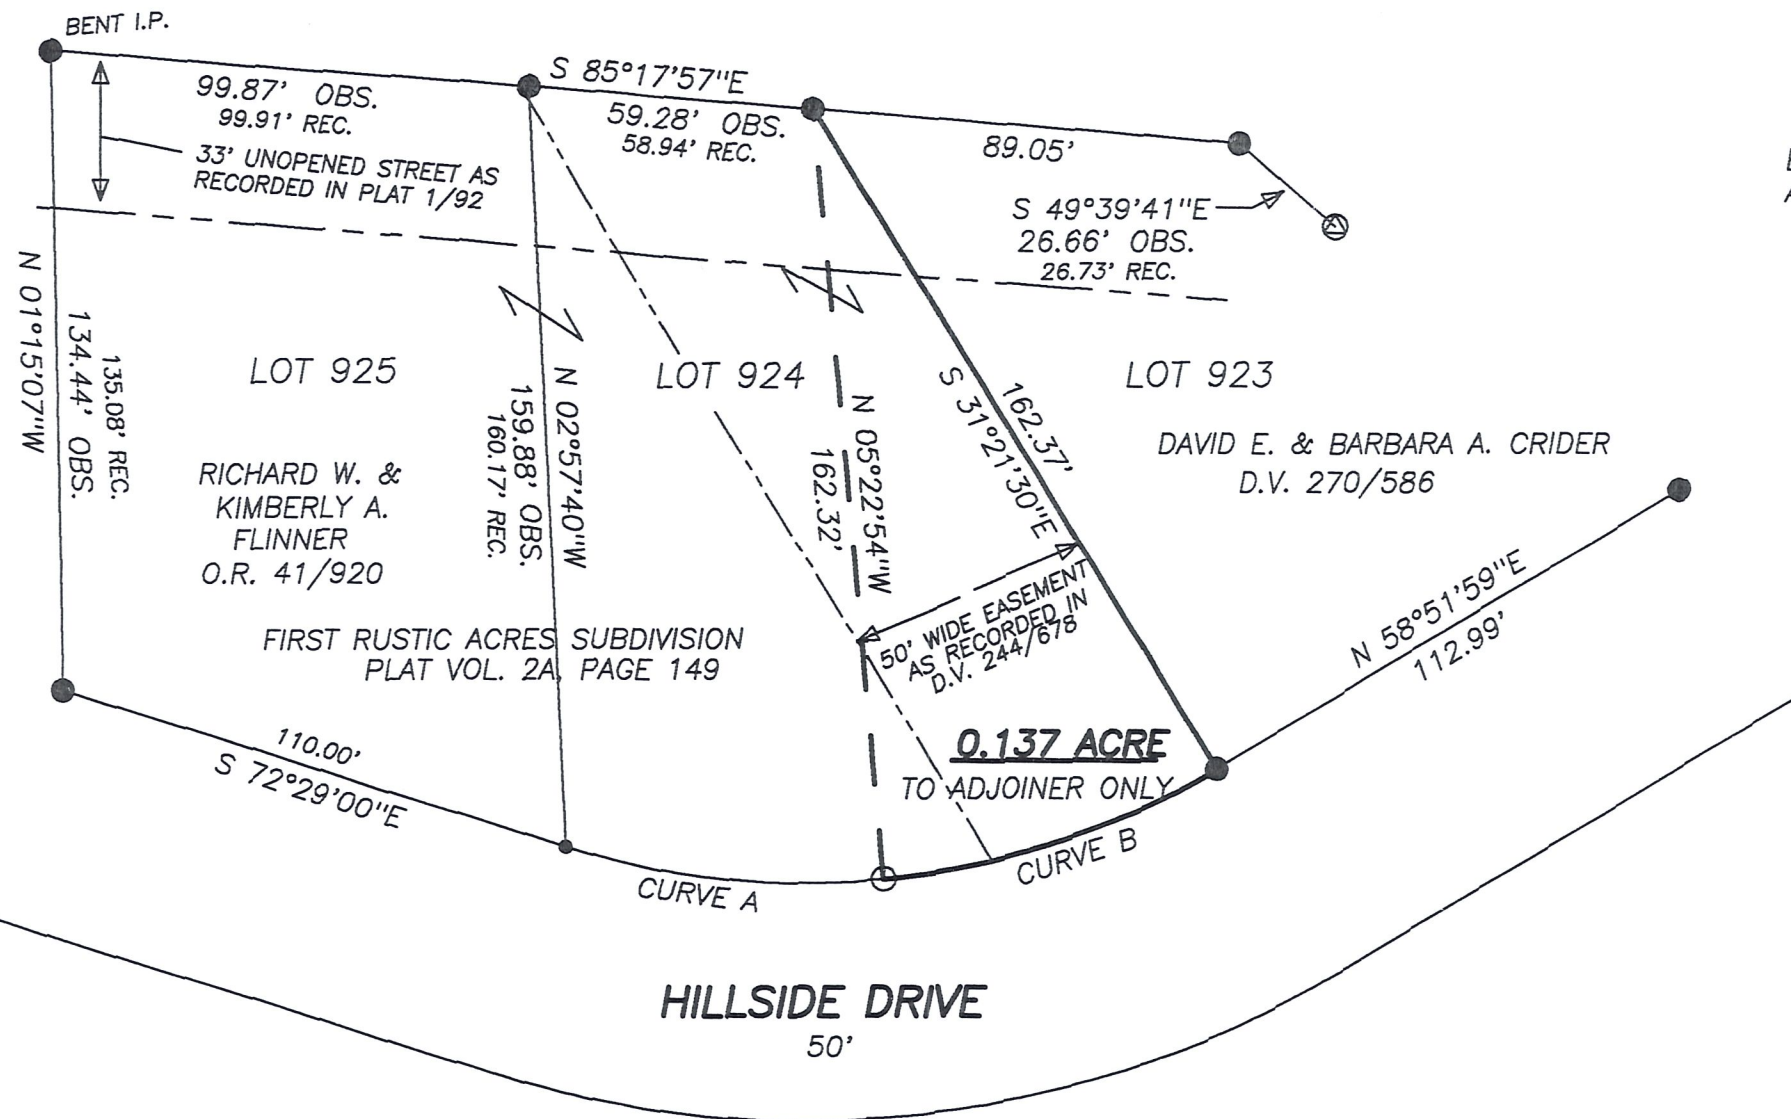 BENT I.P.
S 85°17'57"E
99.87' OBS.
99.91' REC.
59.28' OBS.
58.94' REC.
89.05'
33' UNOPENED STREET AS
RECORDED IN PLAT 1/92
S 49°39'41"E
26.66' OBS.
26.73' REC.
N 01°15'07"W
135.08' REC.
134.44' OBS.
LOT 925
RICHARD W. &
KIMBERLY A.
FLINNER
O.R. 41/920
N 02°57'40"W
159.88' OBS.
160.17' REC.
LOT 924
N 05°22'54"W
162.32'
162.37'
S 31°21'30"E
LOT 923
DAVID E. & BARBARA A. CRIDER
D.V. 270/586
FIRST RUSTIC ACRES SUBDIVISION
PLAT VOL. 2A, PAGE 149
50' WIDE EASEMENT
AS RECORDED IN
D.V. 244/678
N 58°51'59"E
112.99'
0.137 ACRE
TO ADJOINER ONLY
110.00'
S 72°29'00"E
CURVE A
CURVE B
HILLSIDE DRIVE
50'